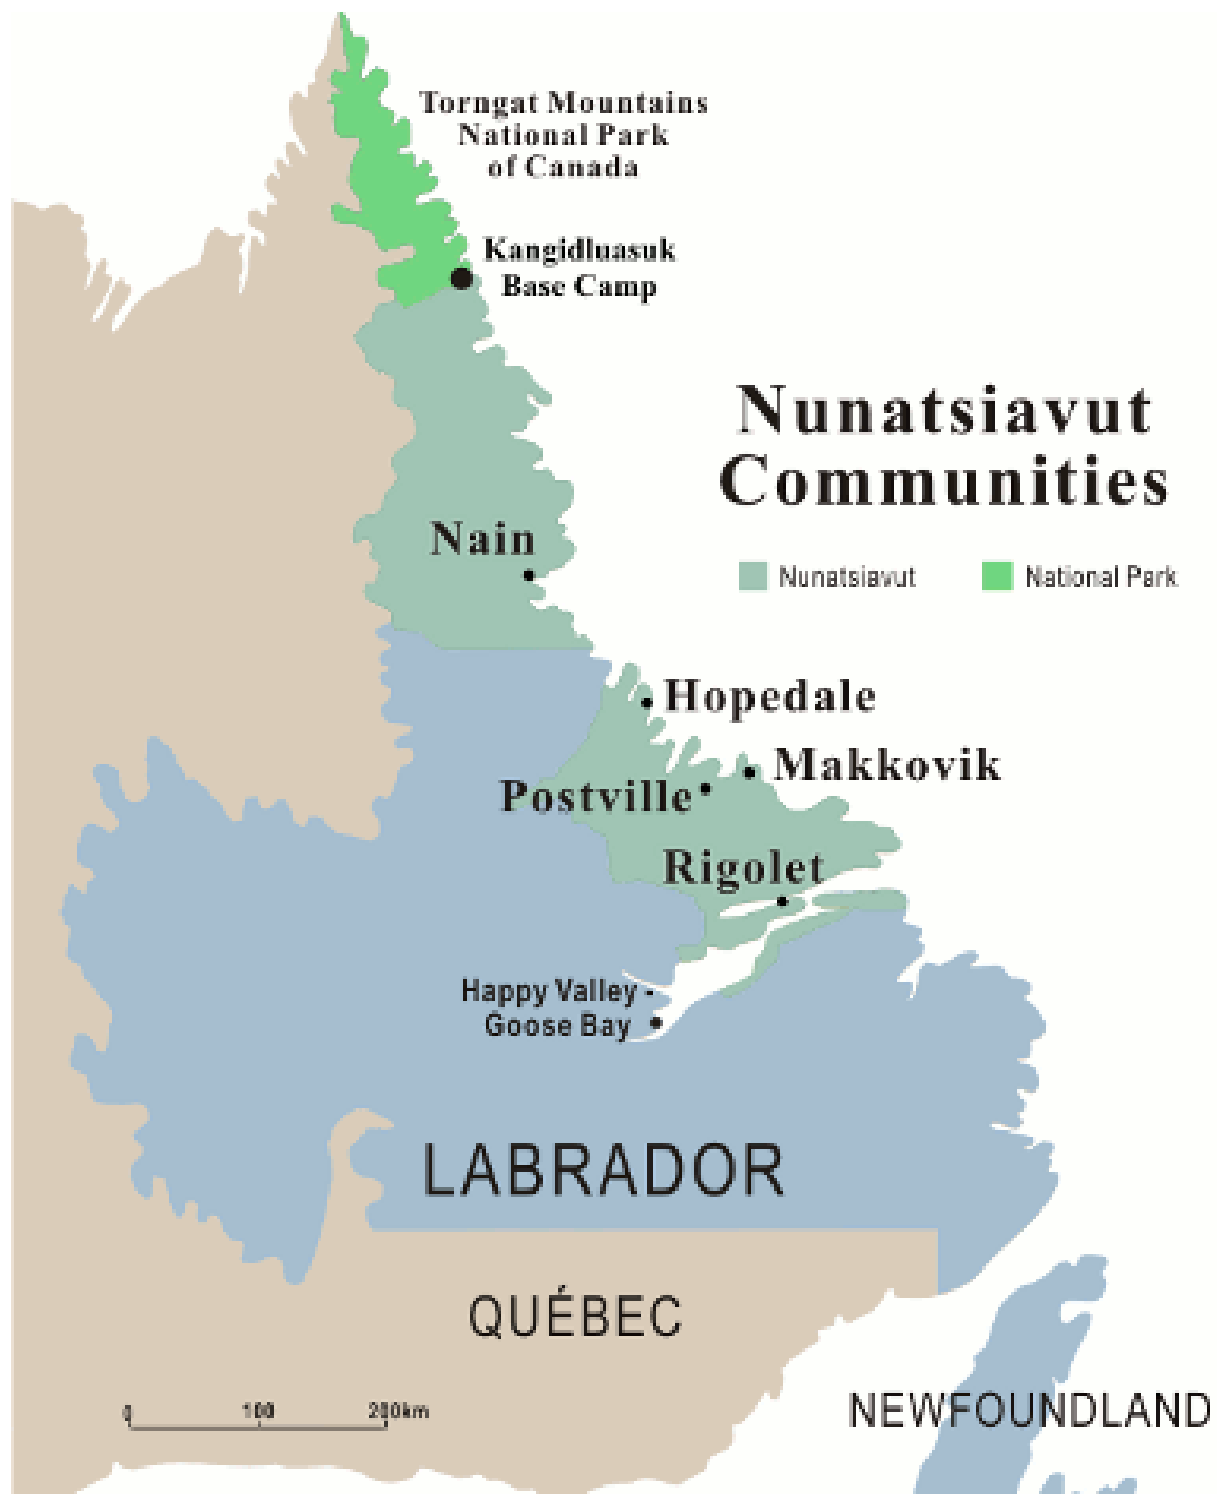 Torngat Mountains
National Park
of Canada
Kangidluasuk
Base Camp
Nunatsiavut
Communities
Nunatsiavut
National Park
Nain
Hopedale
Makkovik
Postville
Rigolet
Happy Valley
Goose Bay
LABRADOR
QUÉBEC
0 100 200km
NEWFOUNDLAND